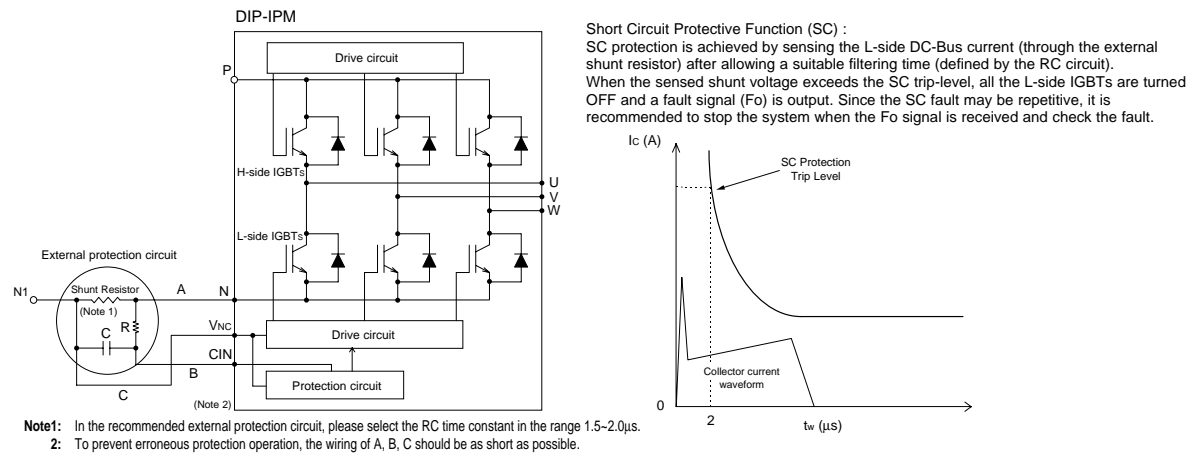 DIP-IPM
Drive circuit
P
H-side IGBTs
U
V
W
L-side IGBTs
External protection circuit
N1
Shunt Resistor
(Note 1)
A
N
R
C
VNC
Drive circuit
CIN
B
C
Protection circuit
(Note 2)
Note1: In the recommended external protection circuit, please select the RC time constant in the range 1.5~2.0μs.
2: To prevent erroneous protection operation, the wiring of A, B, C should be as short as possible.
Short Circuit Protective Function (SC) :
SC protection is achieved by sensing the L-side DC-Bus current (through the external
shunt resistor) after allowing a suitable filtering time (defined by the RC circuit).
When the sensed shunt voltage exceeds the SC trip-level, all the L-side IGBTs are turned
OFF and a fault signal (Fo) is output. Since the SC fault may be repetitive, it is
recommended to stop the system when the Fo signal is received and check the fault.
IC (A)
SC Protection
Trip Level
Collector current
waveform
0
2
tw (μs)